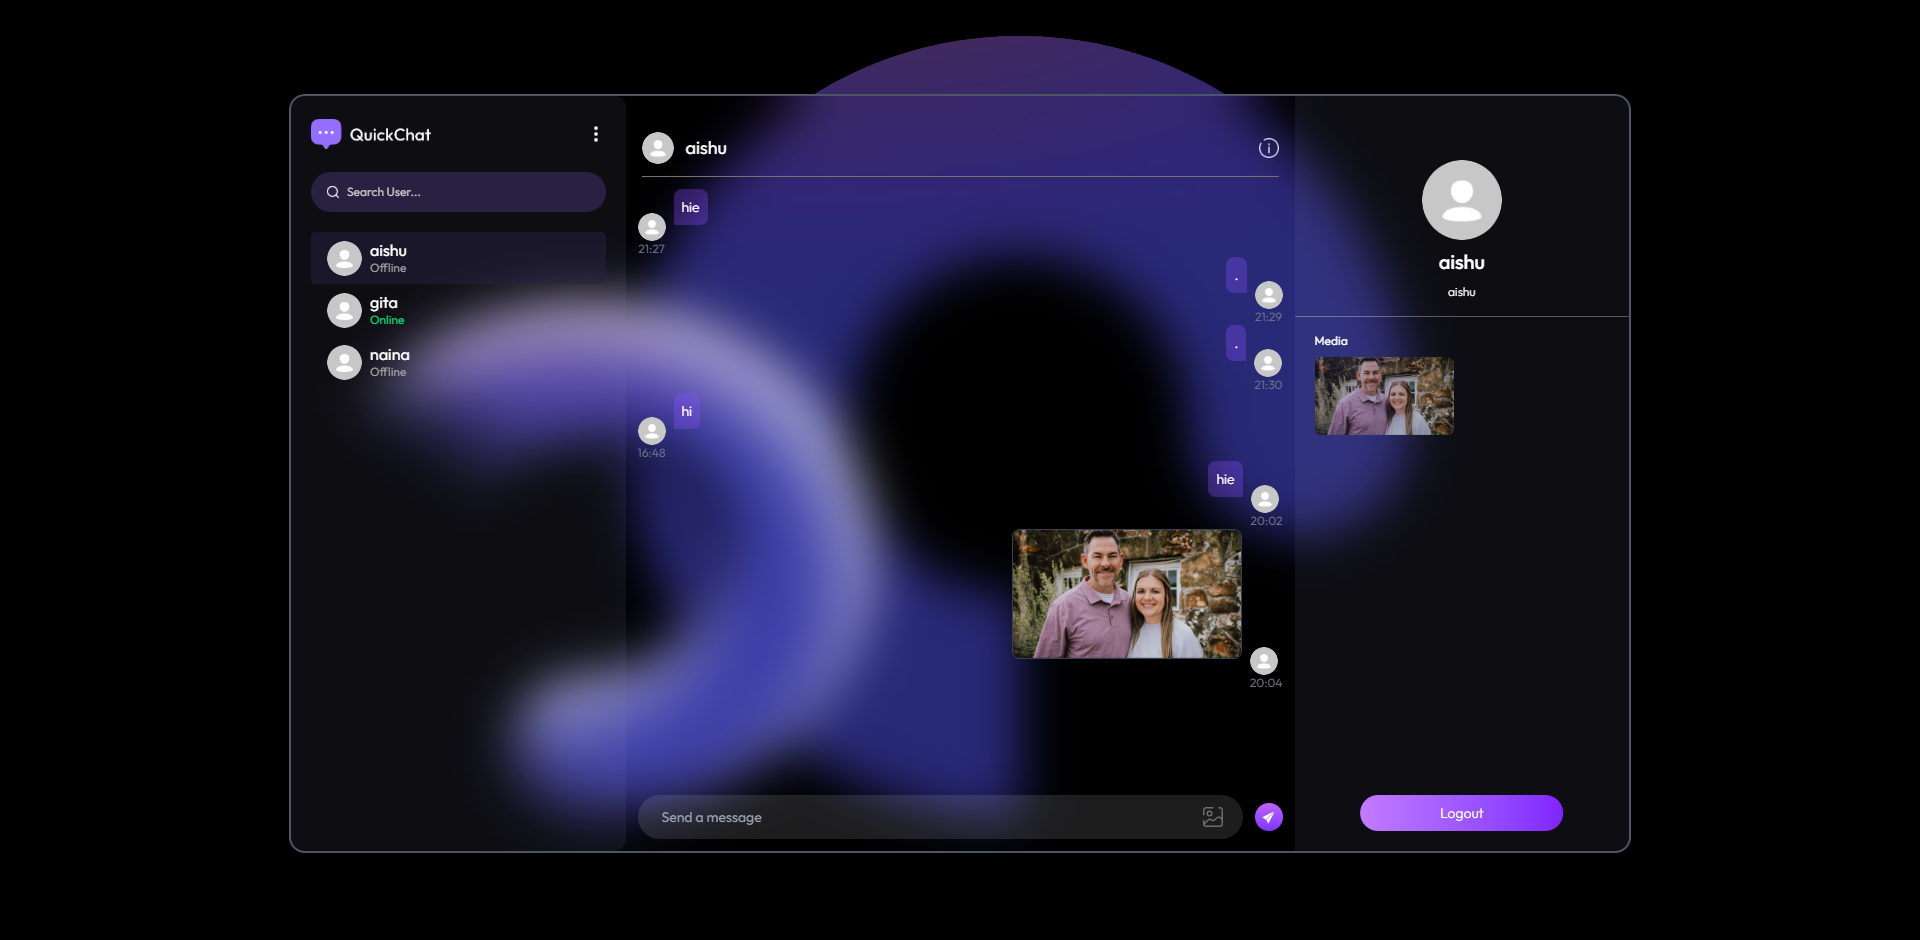 QuickChat
Search User...
aishu
Offline
gita
Online
naina
Offline
aishu
hie
21:27
.
21:29
.
21:30
hi
16:48
hie
20:02
20:04
Send a message
aishu
aishu
Media
Logout